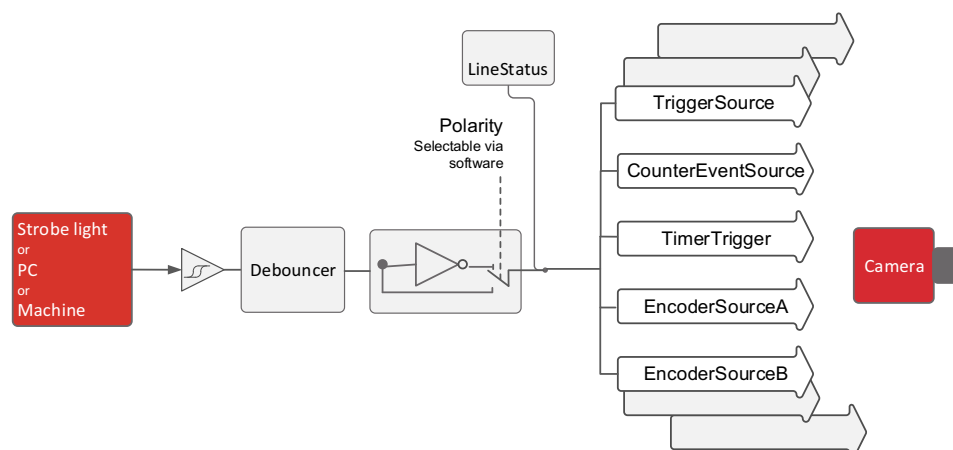 LineStatus
TriggerSource
Polarity
Selectable via
software
CounterEventSource
Strobe light
or
PC
or
Machine
Debouncer
TimerTrigger
Camera
EncoderSourceA
EncoderSourceB